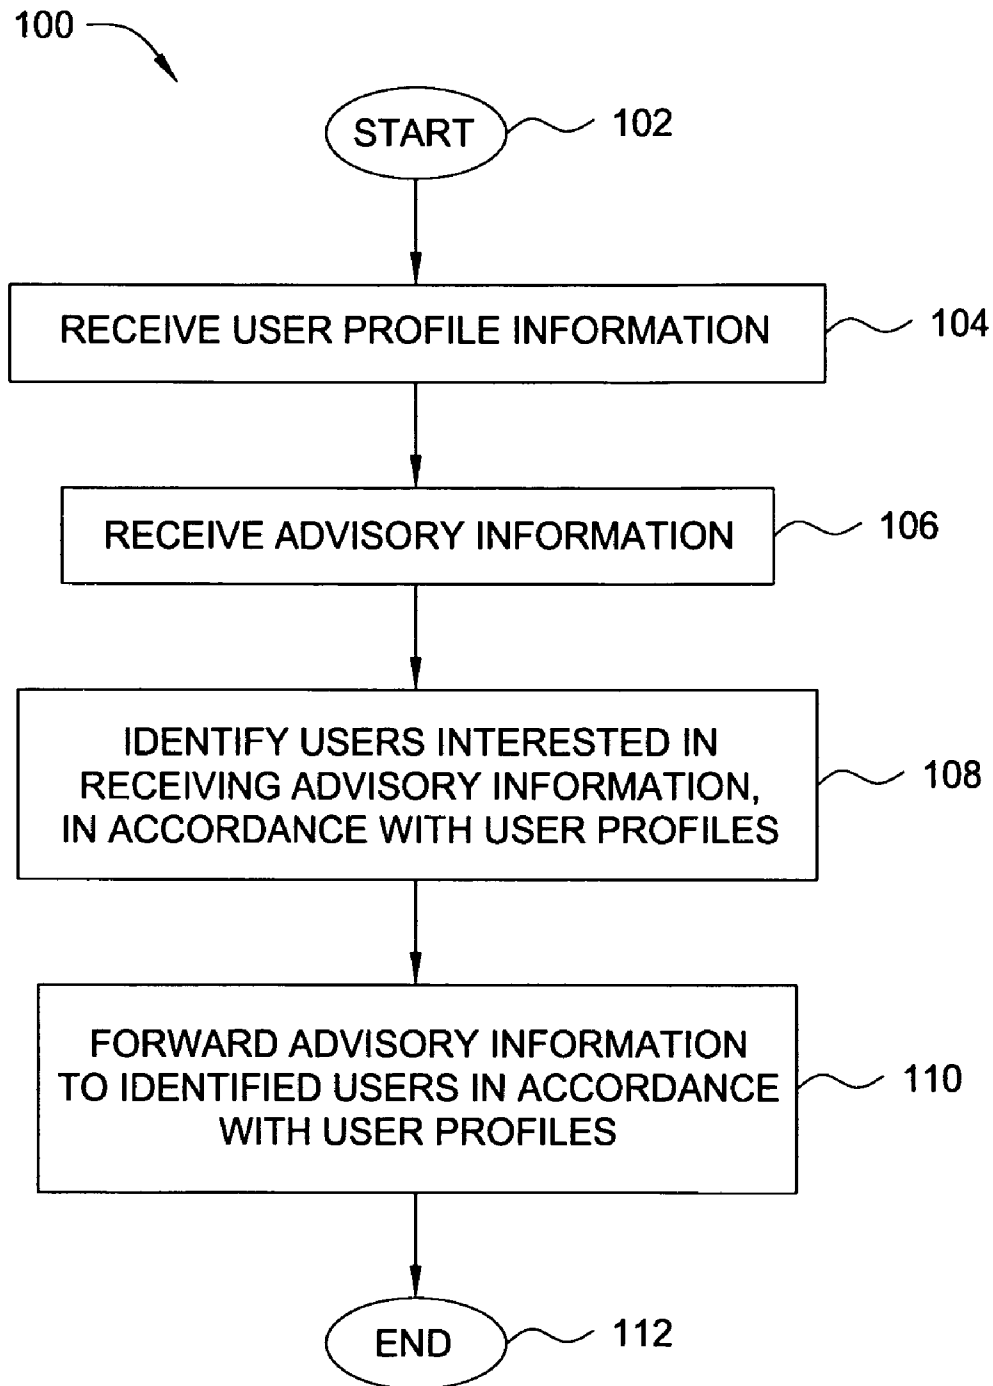 100
START
102
RECEIVE USER PROFILE INFORMATION
104
RECEIVE ADVISORY INFORMATION
106
IDENTIFY USERS INTERESTED IN
RECEIVING ADVISORY INFORMATION,
IN ACCORDANCE WITH USER PROFILES
108
FORWARD ADVISORY INFORMATION
TO IDENTIFIED USERS IN ACCORDANCE
WITH USER PROFILES
110
END
112